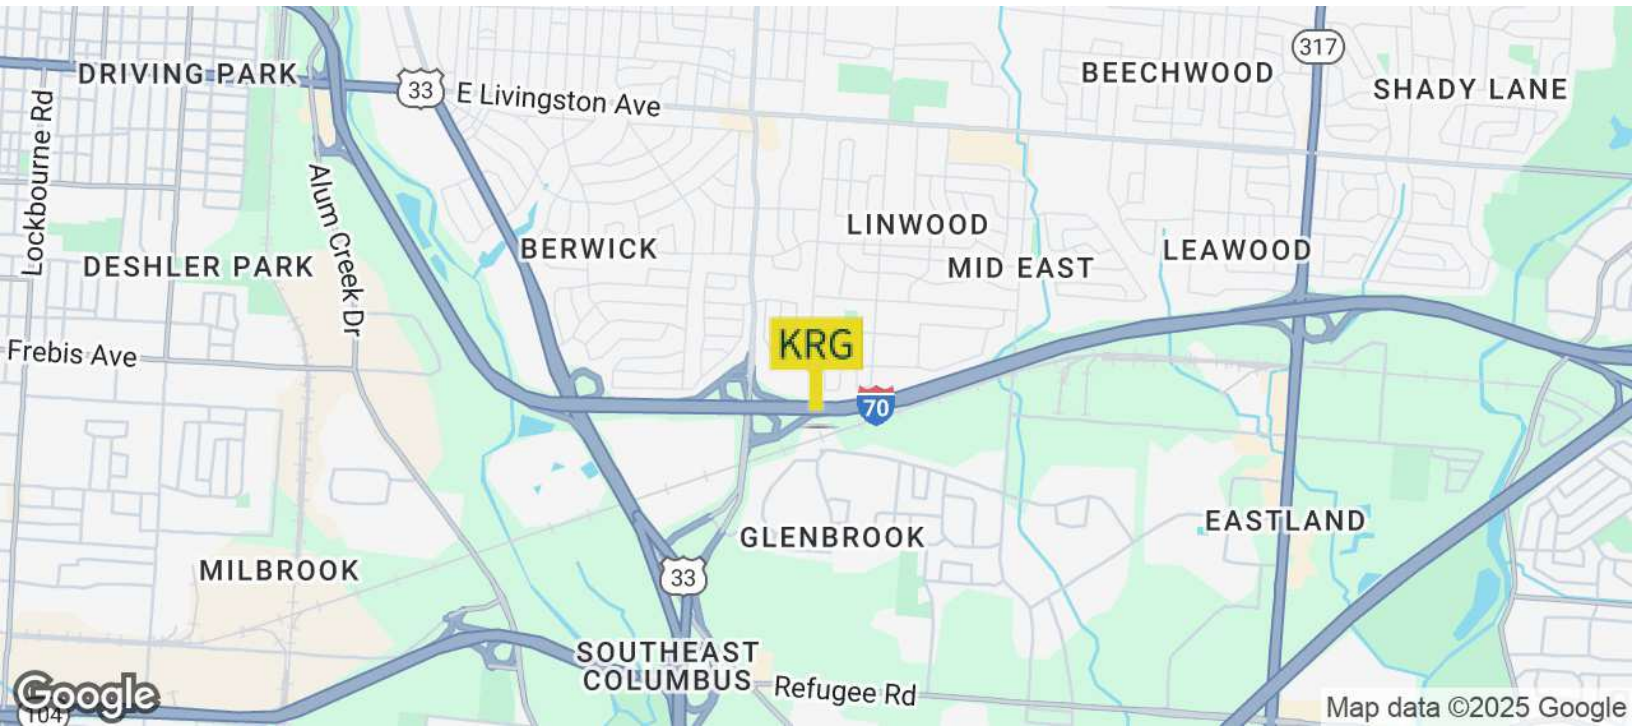 317
BEECHWOOD
DRIVING PARK
SHADY LANE
33
E Livingston Ave
Lockbourne Rd
Alum Creek Dr
LINWOOD
BERWICK
LEAWOOD
DESHLER PARK
MID EAST
KRG
Frebis Ave
70
EASTLAND
GLENBROOK
MILBROOK
33
SOUTHEAST
COLUMBUS
Refugee Rd
Google
104
Map data ©2025 Google